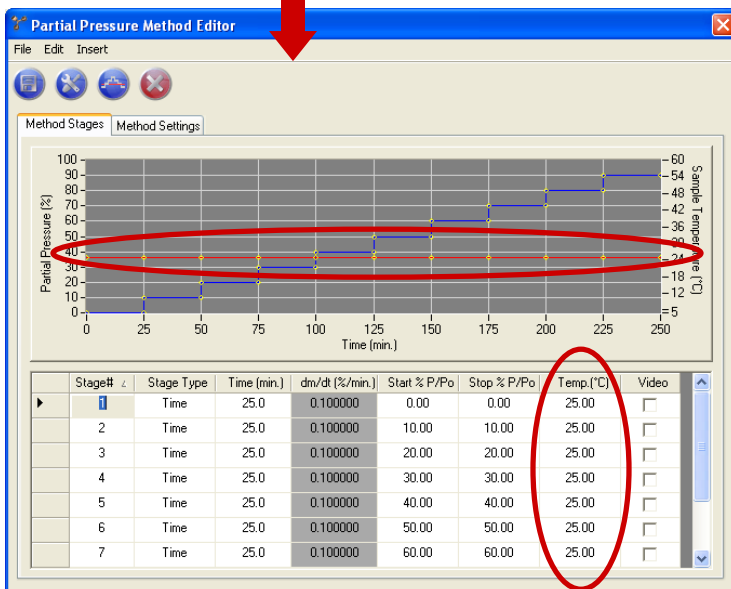 Partial Pressure Method Editor
File Edit Insert
Method Stages Method Settings
100
90
80
70
60
50
40
30
20
10
0
Partial Pressure (%)
60
54
48
42
36
24
18
12
5
Sample Temperature (°C)
0 25 50 75 100 125 150 175 200 225 250
Time (min.)
Stage# Stage Type Time (min.) dm/dt (%/min.) Start % P/Po Stop % P/Po Temp.(°C) Video
1 Time 25.0 0.100000 0.00 0.00 25.00
2 Time 25.0 0.100000 10.00 10.00 25.00
3 Time 25.0 0.100000 20.00 20.00 25.00
4 Time 25.0 0.100000 30.00 30.00 25.00
5 Time 25.0 0.100000 40.00 40.00 25.00
6 Time 25.0 0.100000 50.00 50.00 25.00
7 Time 25.0 0.100000 60.00 60.00 25.00